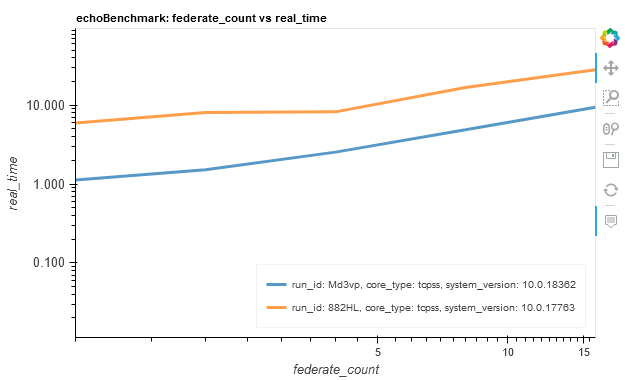 echoBenchmark: federate_count vs real_time
10.000
1.000
0.100
real_time
run_id: Md3vp, core_type: tcpss, system_version: 10.0.18362
run_id: 882HL, core_type: tcpss, system_version: 10.0.17763
5
10
15
federate_count